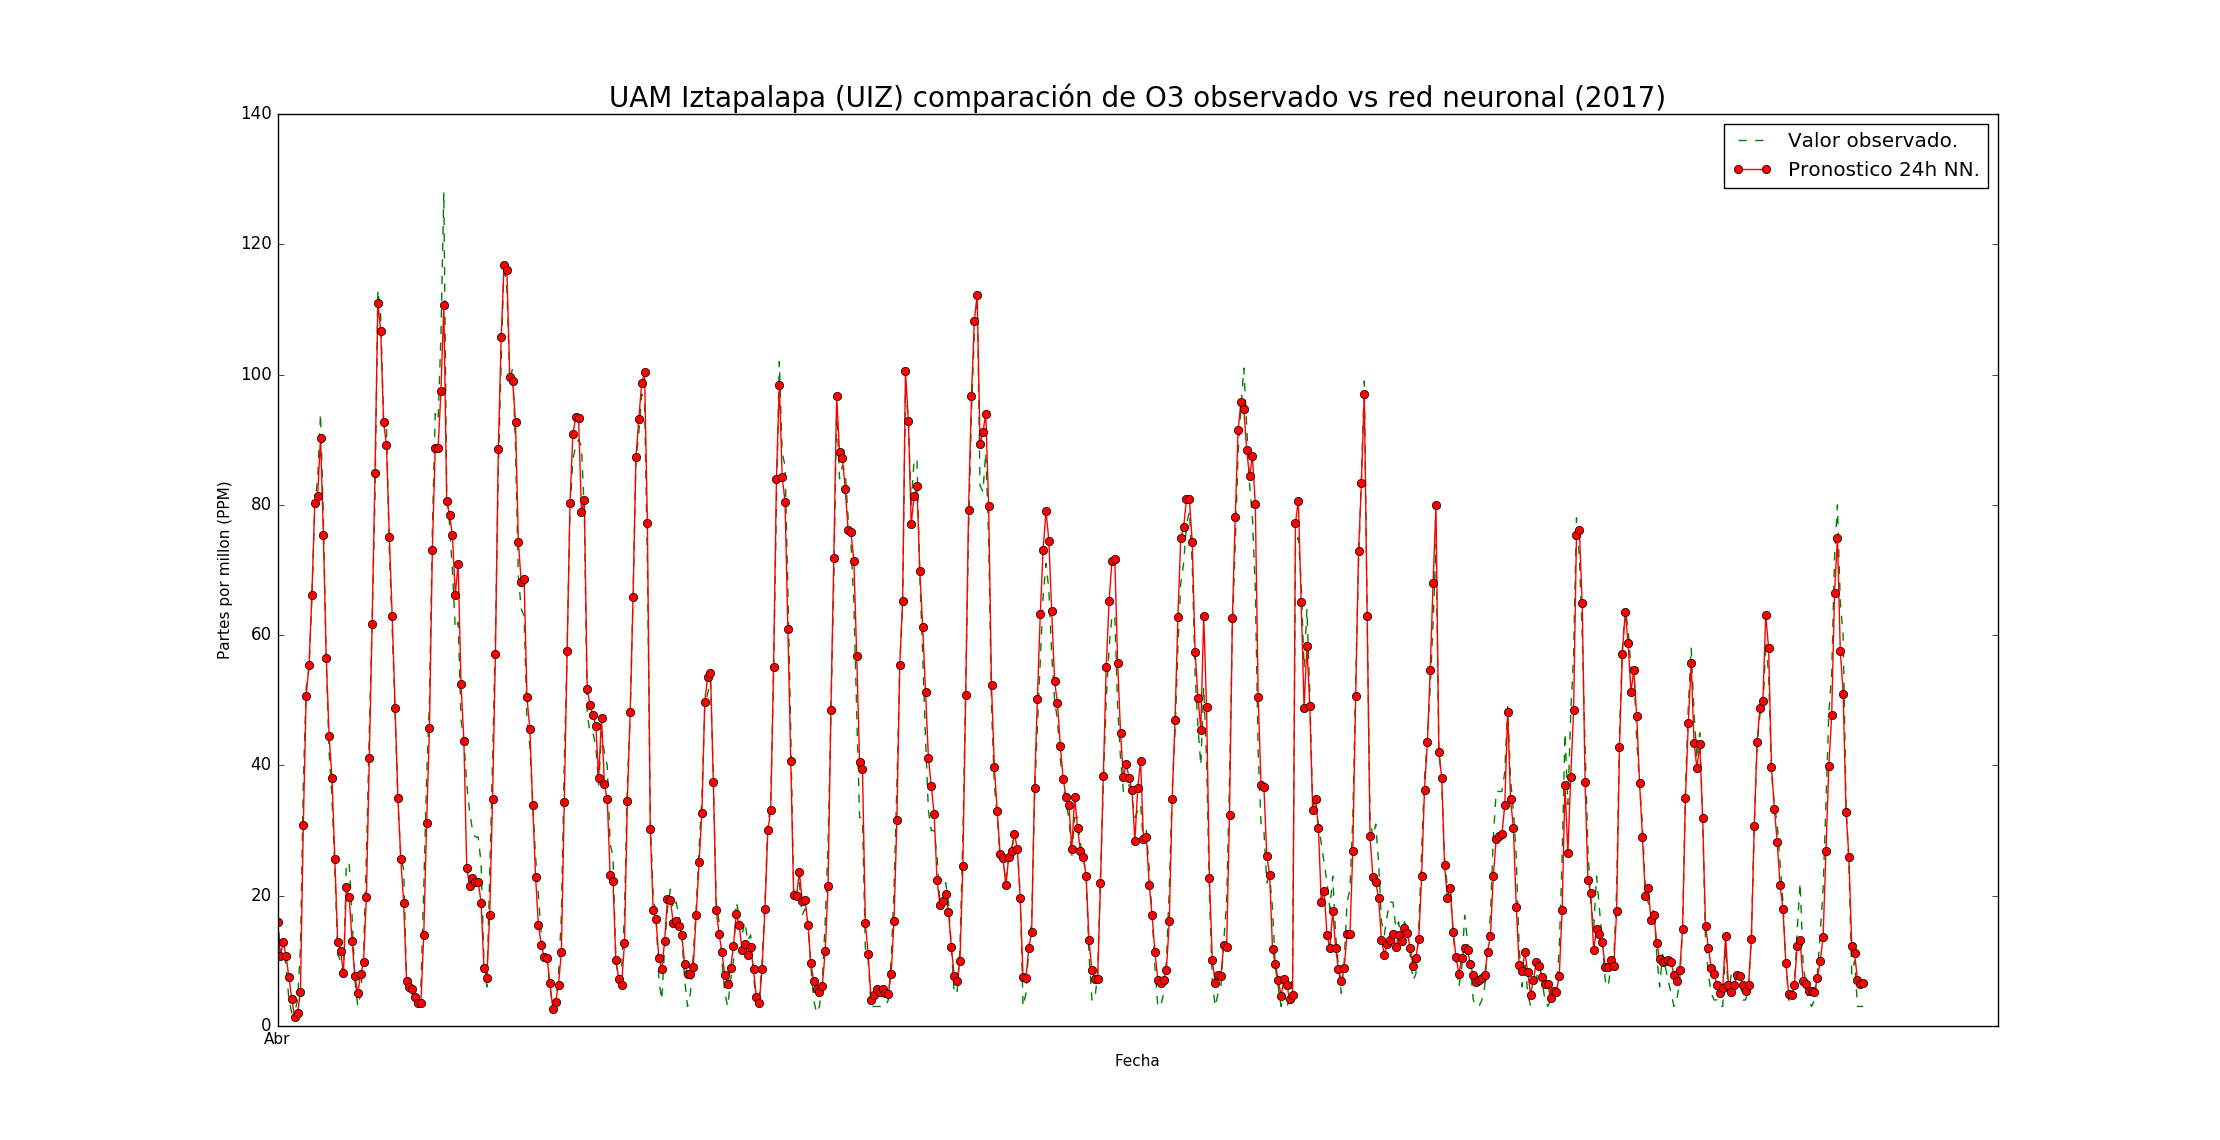 UAM Iztapalapa (UIZ) comparación de O3 observado vs red neuronal (2017)
140
120
100
80
60
40
20
0
Partes por millon (PPM)
Valor observado.
Pronostico 24h NN.
Abr
Fecha